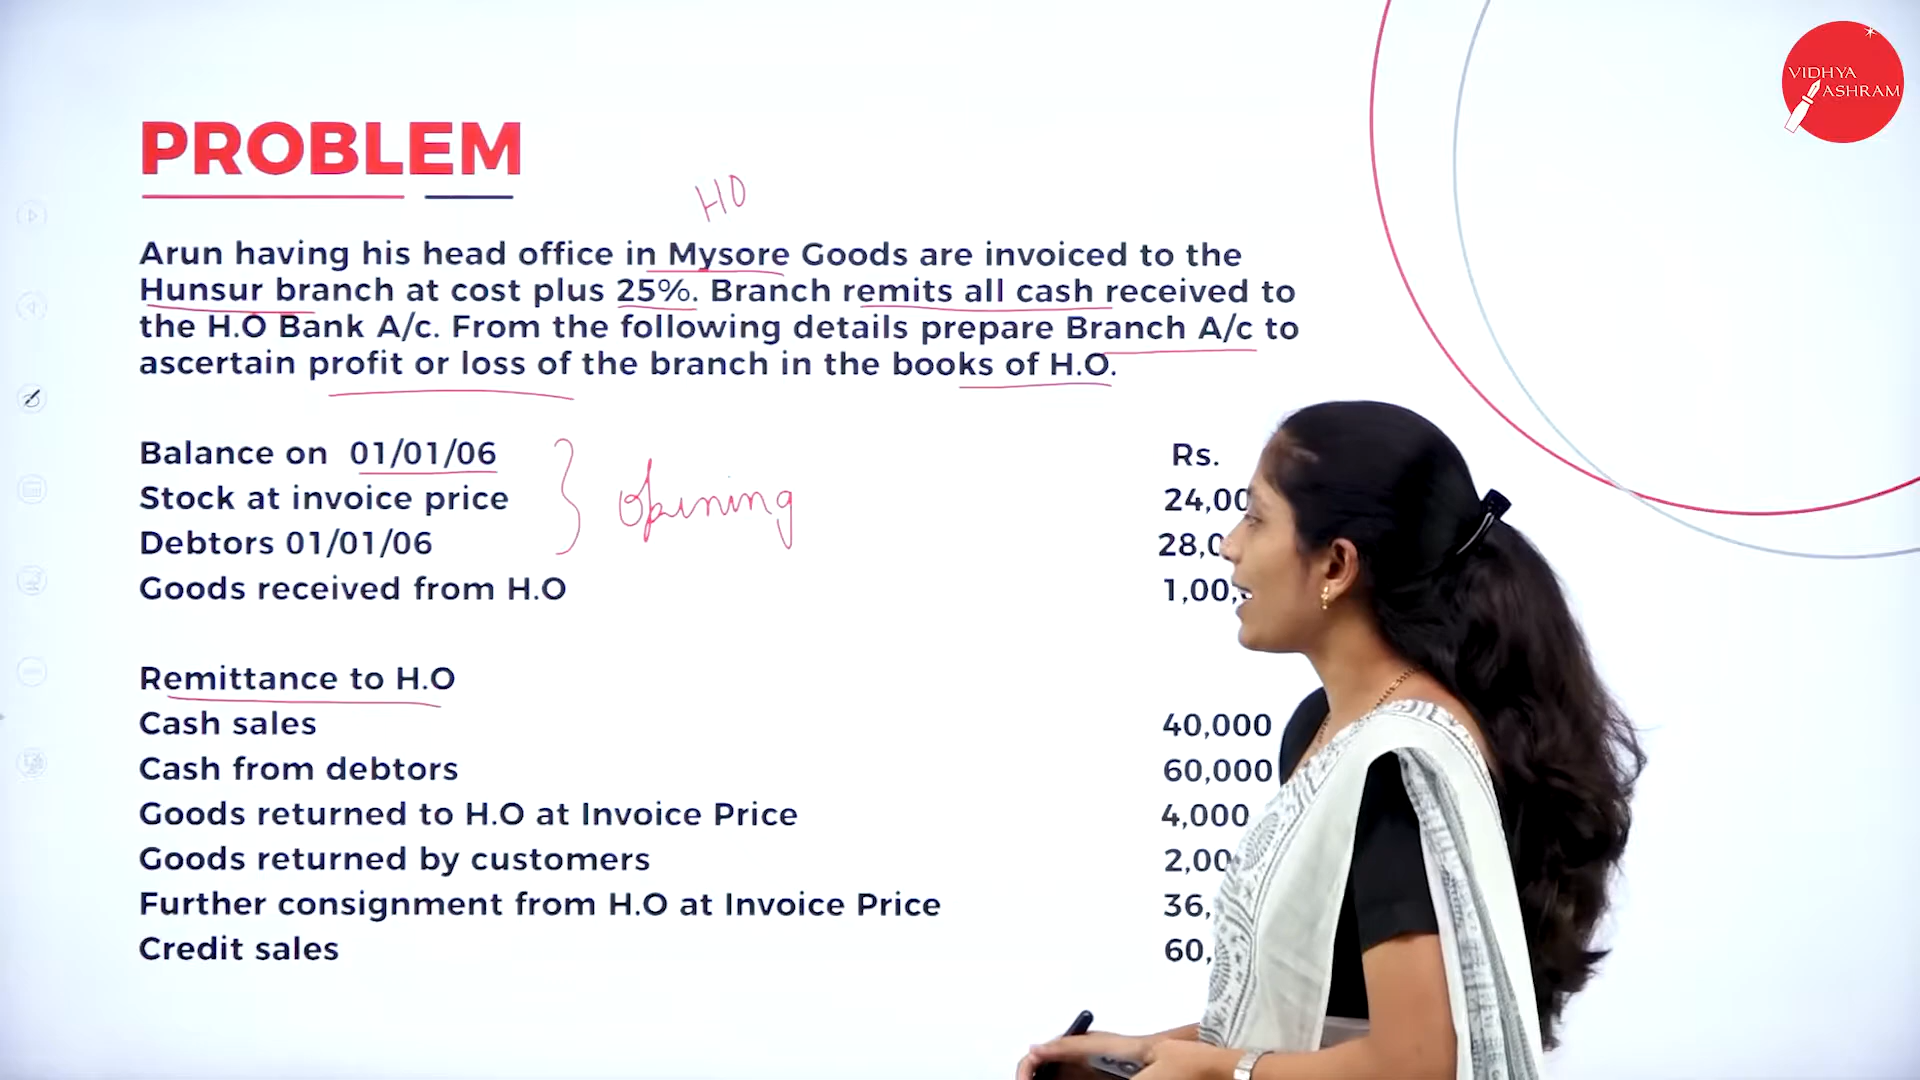 VIDHYA
ASHRAM
PROBLEM
HO
Arun having his head office in Mysore Goods are invoiced to the
Hunsur branch at cost plus 25%. Branch remits all cash received to
the H.O Bank A/c. From the following details prepare Branch A/c to
ascertain profit or loss of the branch in the books of H.O.
Balance on 01/01/06 Rs.
Stock at invoice price
Debtors 01/01/06
opening
Goods received from H.O
Remittance to H.O
Cash sales 40,000
Cash from debtors 60,000
Goods returned to H.O at Invoice Price 4,000
Goods returned by customers
Further consignment from H.O at Invoice Price
Credit sales